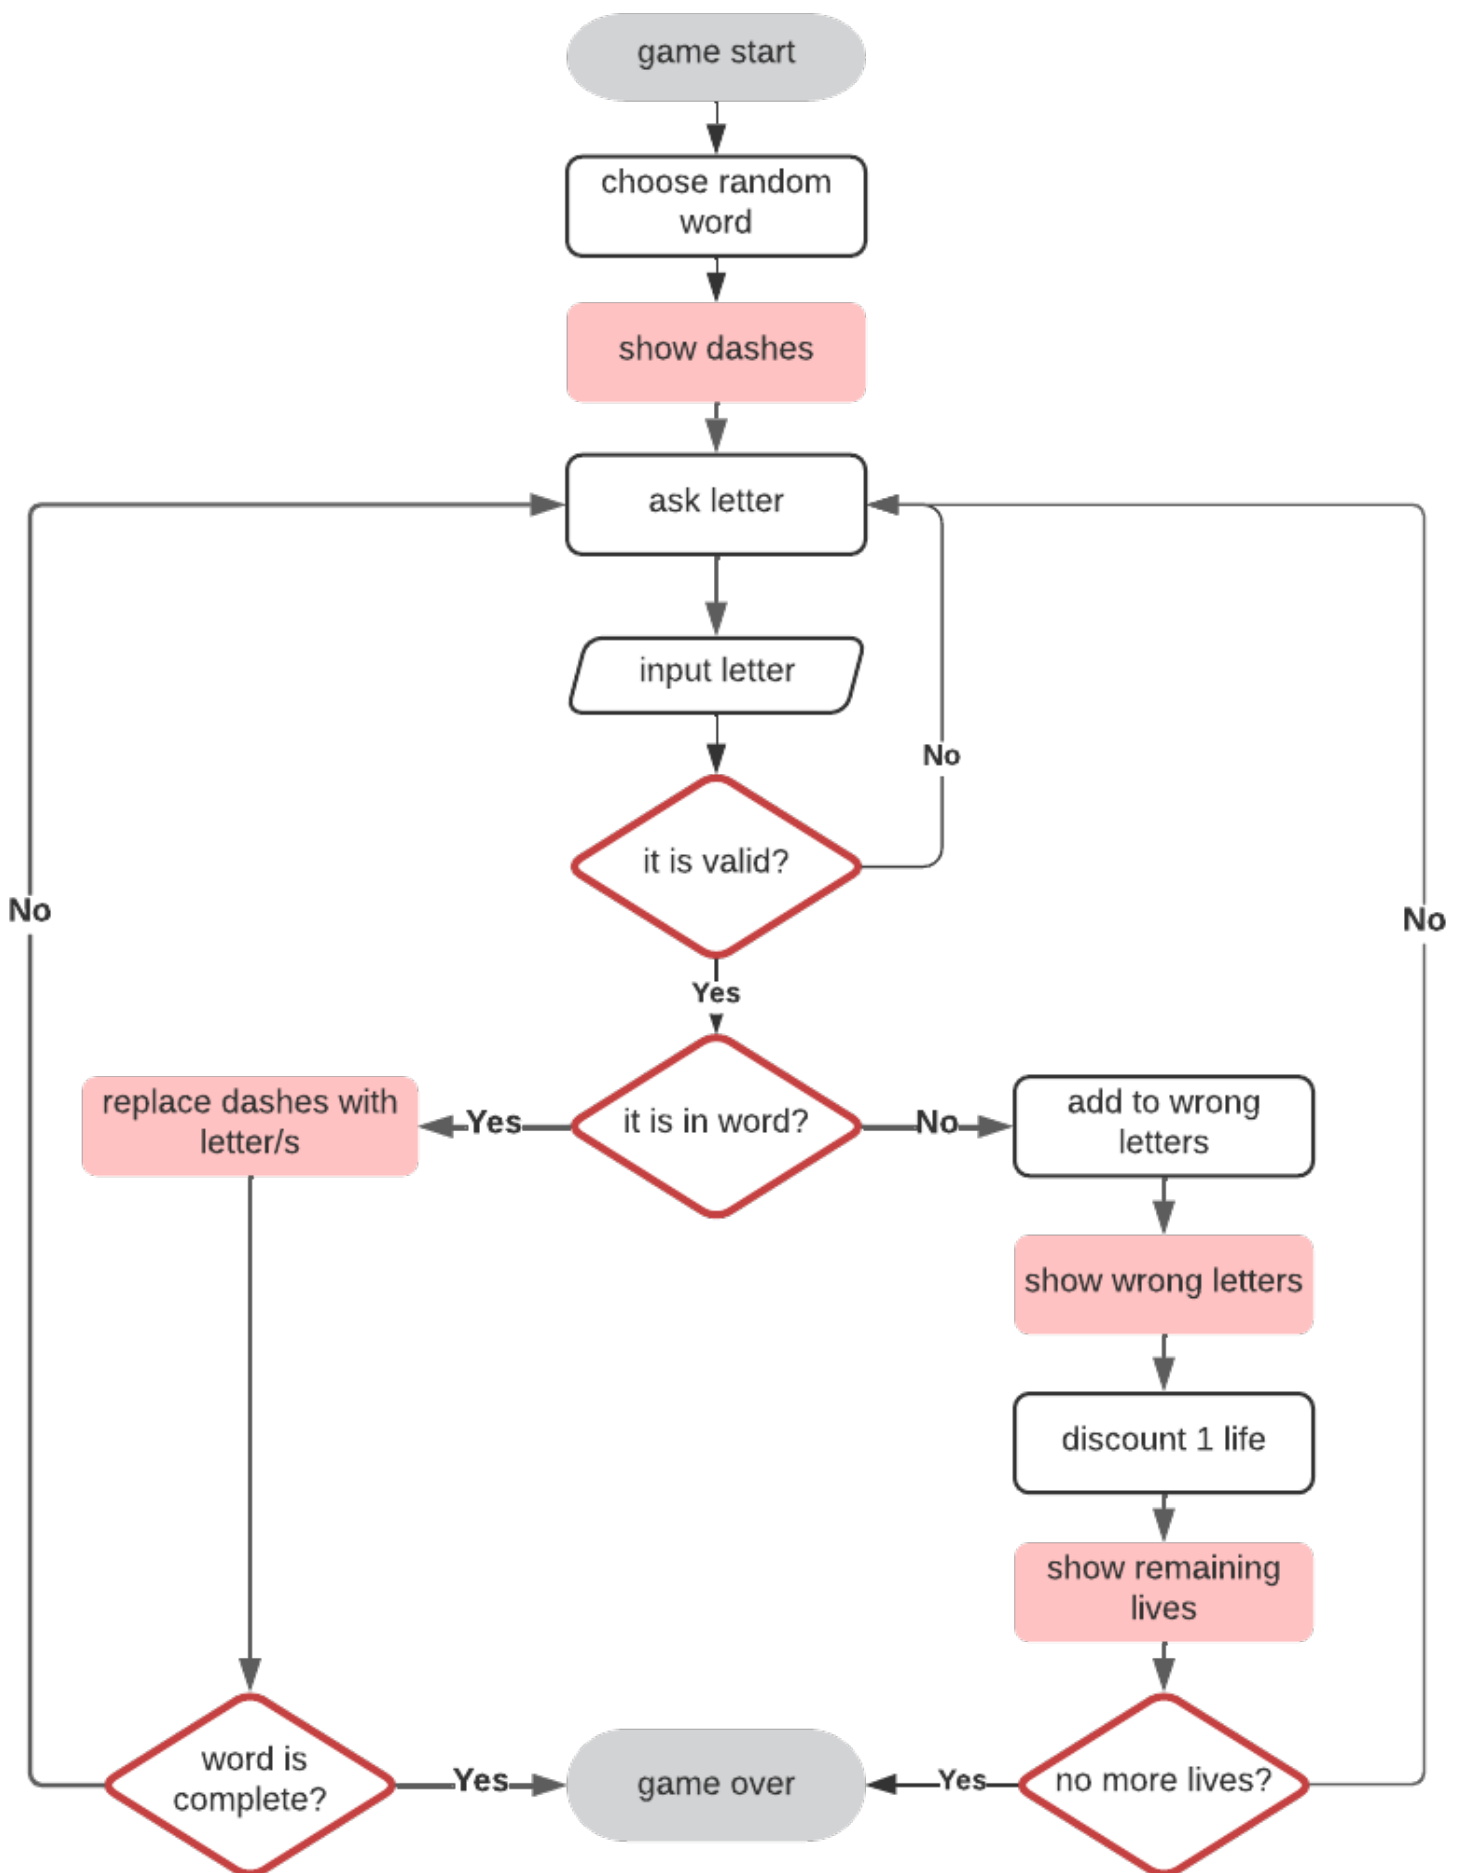 game start
choose random
word
show dashes
ask letter
input letter
No
it is valid?
No
No
Yes
replace dashes with
letter/s
Yes
it is in word?
No
add to wrong
letters
show wrong letters
discount 1 life
show remaining
lives
word is
complete?
Yes
game over
Yes
no more lives?